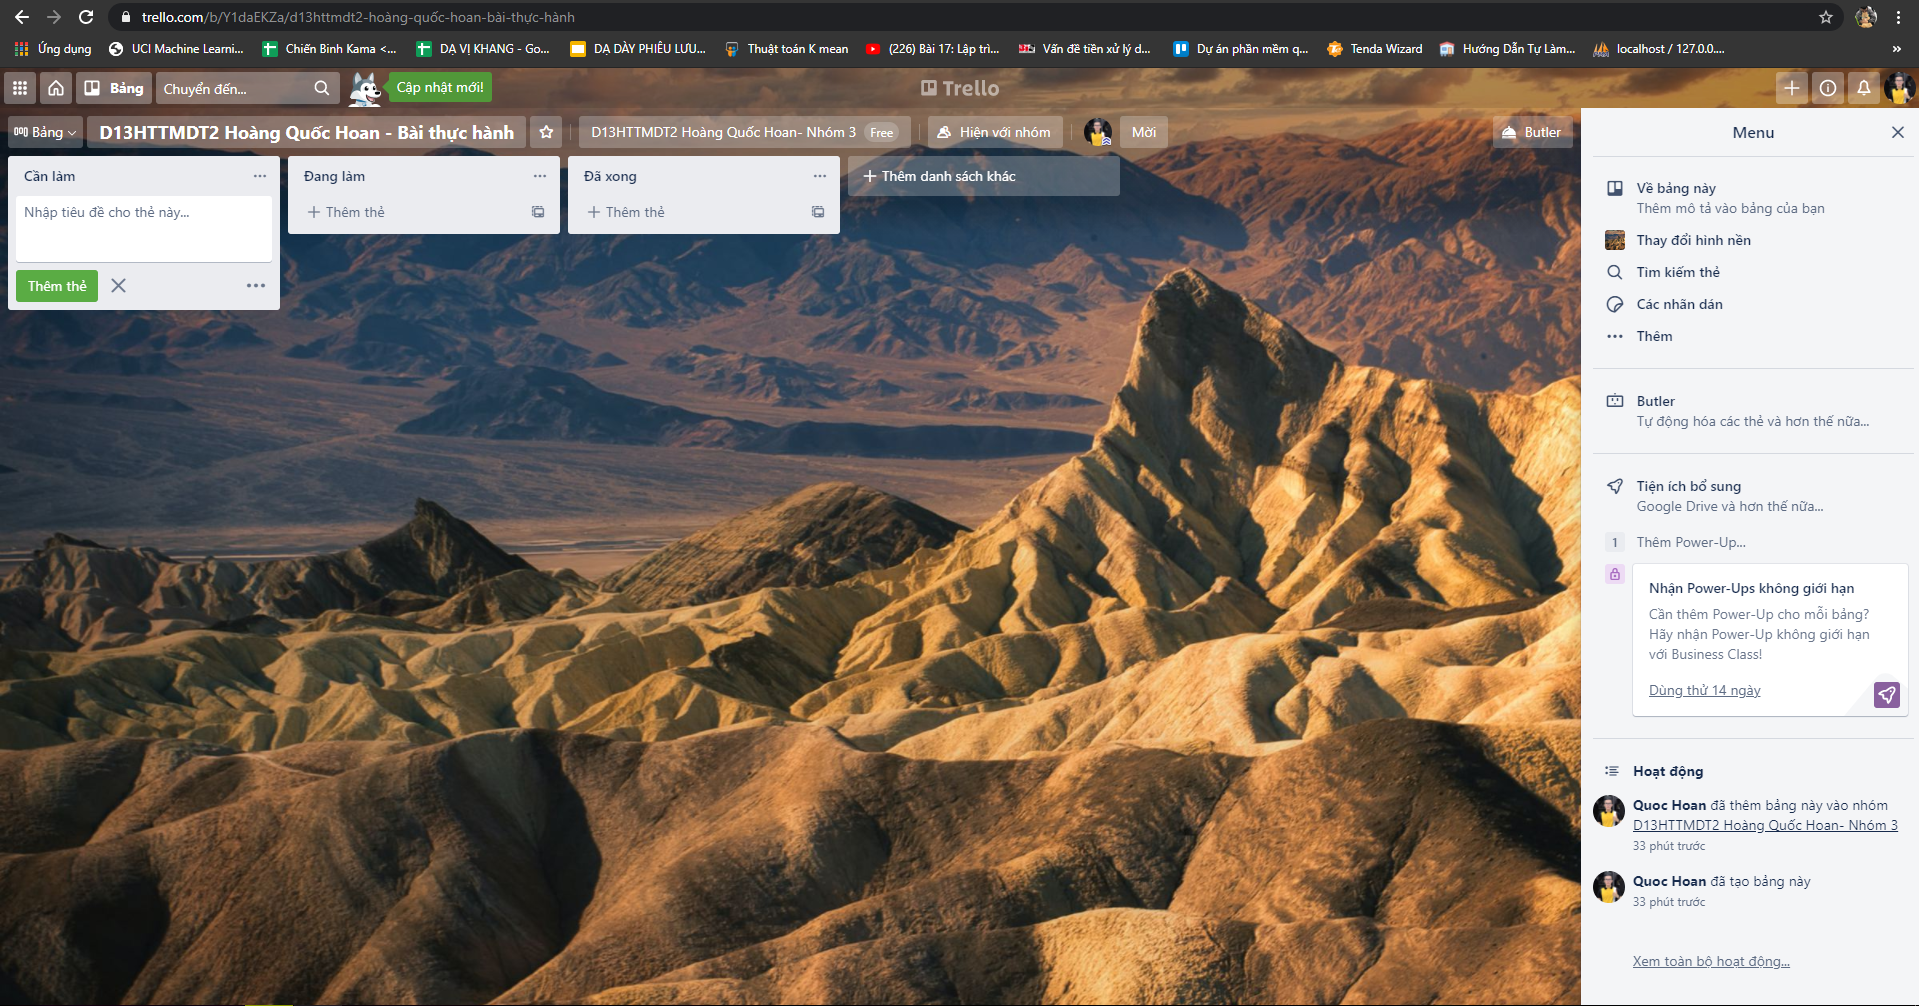 trello.com/b/Y1daEKZa/d13httmdt2-hoàng-quốc-hoan-bài-thực-hành
Ứng dụng
UCI Machine Learni...
Chiến Binh Kama <...
DẠ VỊ KHANG - Go...
DẠ DÀY PHIÊU LƯU...
Thuật toán K mean
(226) Bài 17: Lập trì...
Vấn đề tiền xử lý d...
Dự án phần mềm q...
Tenda Wizard
Hướng Dẫn Tự Làm...
localhost / 127.0.0....
»
Bảng
Chuyển đến...
Cập nhật mới!
Trello
Bảng
D13HTTMDT2 Hoàng Quốc Hoan - Bài thực hành
D13HTTMDT2 Hoàng Quốc Hoan- Nhóm 3 Free
Hiện với nhóm
Mời
Butler
Cần làm
Nhập tiêu đề cho thẻ này...
Thêm thẻ
Đang làm
Thêm thẻ
Đã xong
Thêm thẻ
Thêm danh sách khác
Menu
Về bảng này
Thêm mô tả vào bảng của bạn
Thay đổi hình nền
Tìm kiếm thẻ
Các nhãn dán
Thêm
Butler
Tự động hóa các thẻ và hơn thế nữa...
Tiện ích bổ sung
Google Drive và hơn thế nữa...
1 Thêm Power-Up...
Nhận Power-Ups không giới hạn
Cần thêm Power-Up cho mỗi bảng?
Hãy nhận Power-Up không giới hạn
với Business Class!
Dùng thử 14 ngày
Hoạt động
Quoc Hoan đã thêm bảng này vào nhóm
D13HTTMDT2 Hoàng Quốc Hoan- Nhóm 3
33 phút trước
Quoc Hoan đã tạo bảng này
33 phút trước
Xem toàn bộ hoạt động...